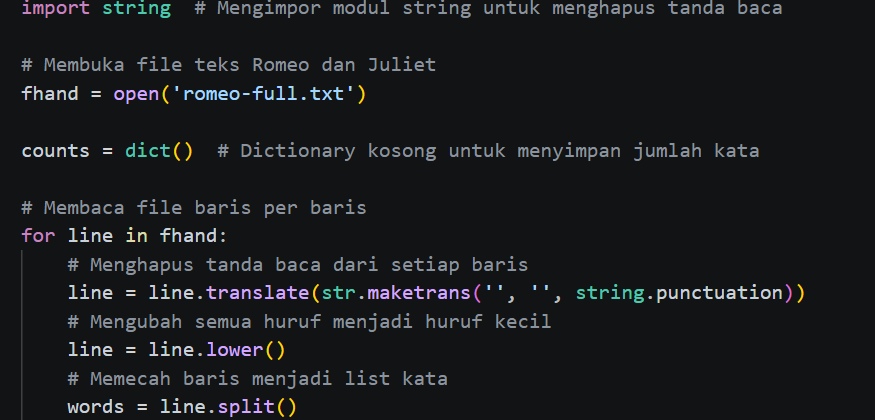 import string  # Mengimpor modul string untuk menghapus tanda baca
# Membuka file teks Romeo dan Juliet
fhand = open('romeo-full.txt')
counts = dict()  # Dictionary kosong untuk menyimpan jumlah kata
# Membaca file baris per baris
for line in fhand:
    # Menghapus tanda baca dari setiap baris
    line = line.translate(str.maketrans('', '', string.punctuation))
    # Mengubah semua huruf menjadi huruf kecil
    line = line.lower()
    # Memecah baris menjadi list kata
    words = line.split()